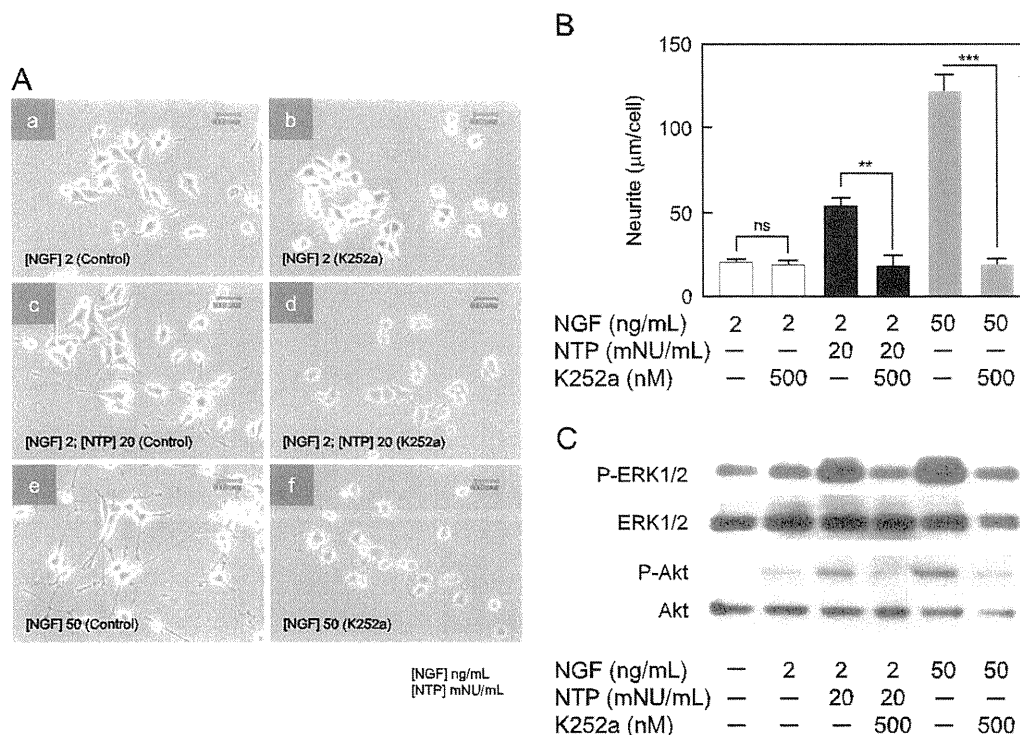 A
a
b
[NGF] 2 (Control)
[NGF] 2 (K252a)
c
d
[NGF] 2; [NTP] 20 (Control)
[NGF] 2; [NTP] 20 (K252a)
e
f
[NGF] 50 (Control)
[NGF] 50 (K252a)
[NGF] ng/mL
[NTP] mNU/mL
B
Neurite (μm/cell)
150
100
50
0
ns
**
***
NGF (ng/mL) 2 2 2 2 50 50
NTP (mNU/mL) — — 20 20 — —
K252a (nM) — 500 — 500 — 500
C
P-ERK1/2
ERK1/2
P-Akt
Akt
NGF (ng/mL) — 2 2 2 50 50
NTP (mNU/mL) — — 20 20 — —
K252a (nM) — — — 500 — 500